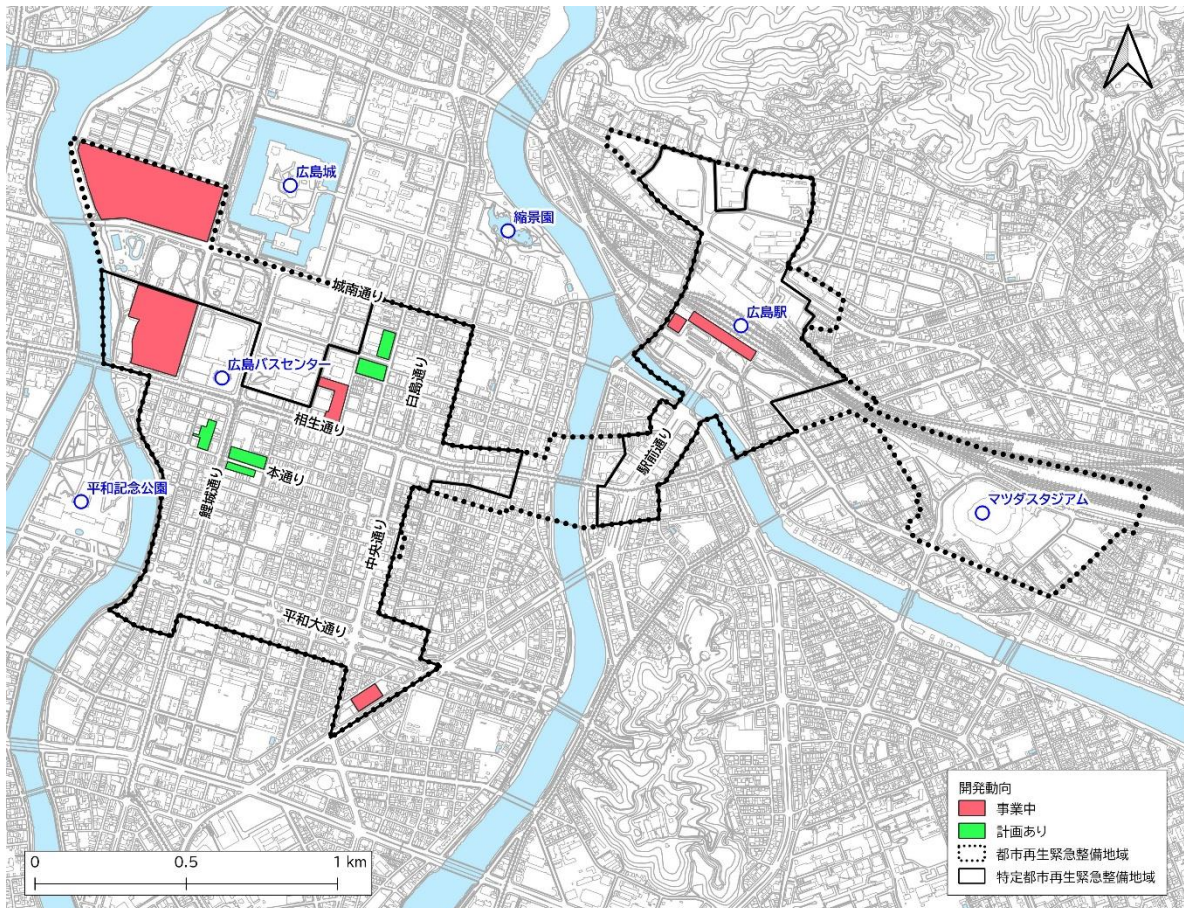 広島城
縮景園
城南通り
広島駅
広島バスセンター
白島通り
相生通り
駅前通り
本通り
鯉城通り
平和記念公園
マツダスタジアム
中央通り
平和大通り
開発動向
事業中
計画あり
都市再生緊急整備地域
特定都市再生緊急整備地域
0 0.5 1 km